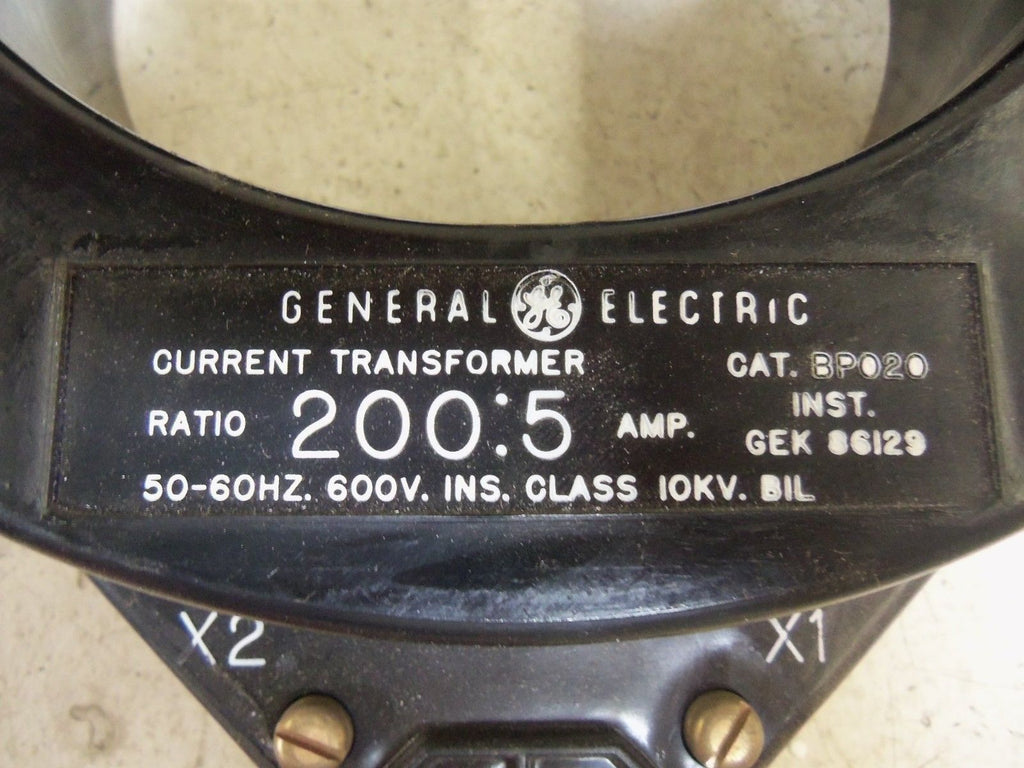 GENERAL GE ELECTRIC
CURRENT TRANSFORMER CAT. BP020
RATIO 200:5 AMP. INST.
GEK 86129
50-60HZ. 600V. INS. CLASS 10KV. BIL
X2 X1